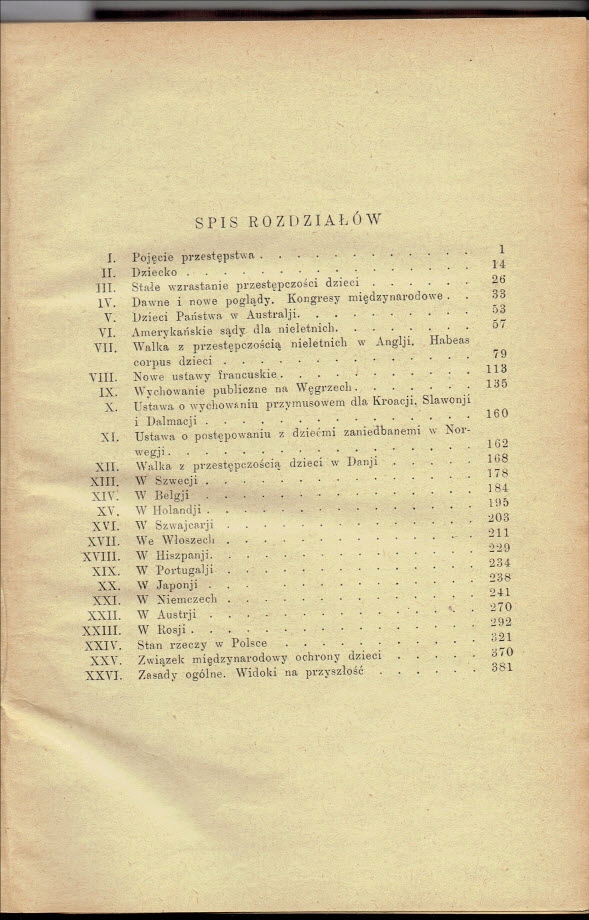 SPIS ROZDZIAŁÓW
I. Pojęcie przestępstwa . . . . . . . . . . . . 1
II. Dziecko . . . . . . . . . . . . . . . . 14
III. Stałe wzrastanie przestępczości dzieci . . . . . . . 26
IV. Dawne i nowe poglądy. Kongresy międzynarodowe . . 33
V. Dzieci Państwa w Australji. . . . . . . . . . . 53
VI. Amerykańskie sądy dla nieletnich. . . . . . . . . 57
VII. Walka z przestępczością nieletnich w Anglji. Habeas
corpus dzieci . . . . . . . . . . . . . . 79
VIII. Nowe ustawy francuskie . . . . . . . . . . . 113
IX. Wychowanie publiczne na Węgrzech . . . . . . . . 135
X. Ustawa o wychowaniu przymusowem dla Kroacji, Slawonji
i Dalmacji . . . . . . . . . . . . . . . 160
XI. Ustawa o postępowaniu z dziećmi zaniedbanemi w Nor-
wegji . . . . . . . . . . . . . . . . . 162
XII. Walka z przestępczością dzieci w Danji . . . . . 168
XIII. W Szwecji . . . . . . . . . . . . . . . 178
XIV. W Belgji . . . . . . . . . . . . . . . 184
XV. W Holandji . . . . . . . . . . . . . . . 195
XVI. W Szwajcarji . . . . . . . . . . . . . . 203
XVII. We Włoszech . . . . . . . . . . . . . . 211
XVIII. W Hiszpanji. . . . . . . . . . . . . . . 229
XIX. W Portugalji . . . . . . . . . . . . . . 234
XX. W Japonji . . . . . . . . . . . . . . . 238
XXI. W Niemczech . . . . . . . . . . . . . . 241
XXII. W Austrji . . . . . . . . . . . . . . . 270
XXIII. W Rosji . . . . . . . . . . . . . . . . 292
XXIV. Stan rzeczy w Polsce . . . . . . . . . . . 321
XXV. Związek międzynarodowy ochrony dzieci . . . . . 370
XXVI. Zasady ogólne. Widoki na przyszłość . . . . . . 381